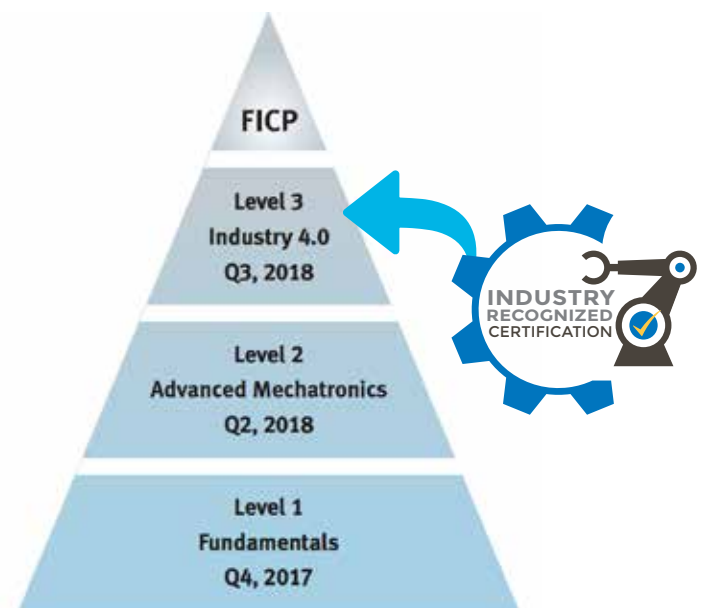 FICP
Level 3
Industry 4.0
Q3, 2018
INDUSTRY
RECOGNIZED
CERTIFICATION
Level 2
Advanced Mechatronics
Q2, 2018
Level 1
Fundamentals
Q4, 2017